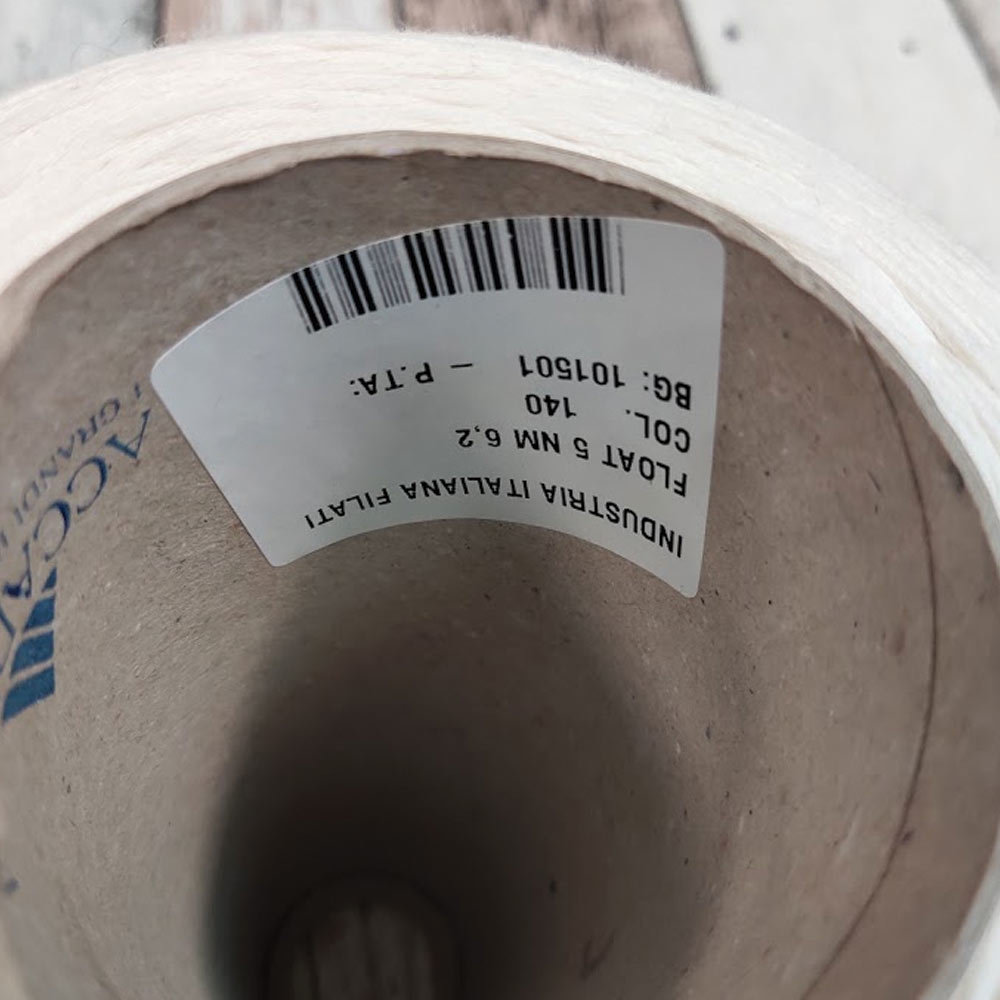 INDUSTRIA ITALIANA FILATI
FLOAT 5 NM 6,2
COL. 140
BG: 101501 – P.TA: